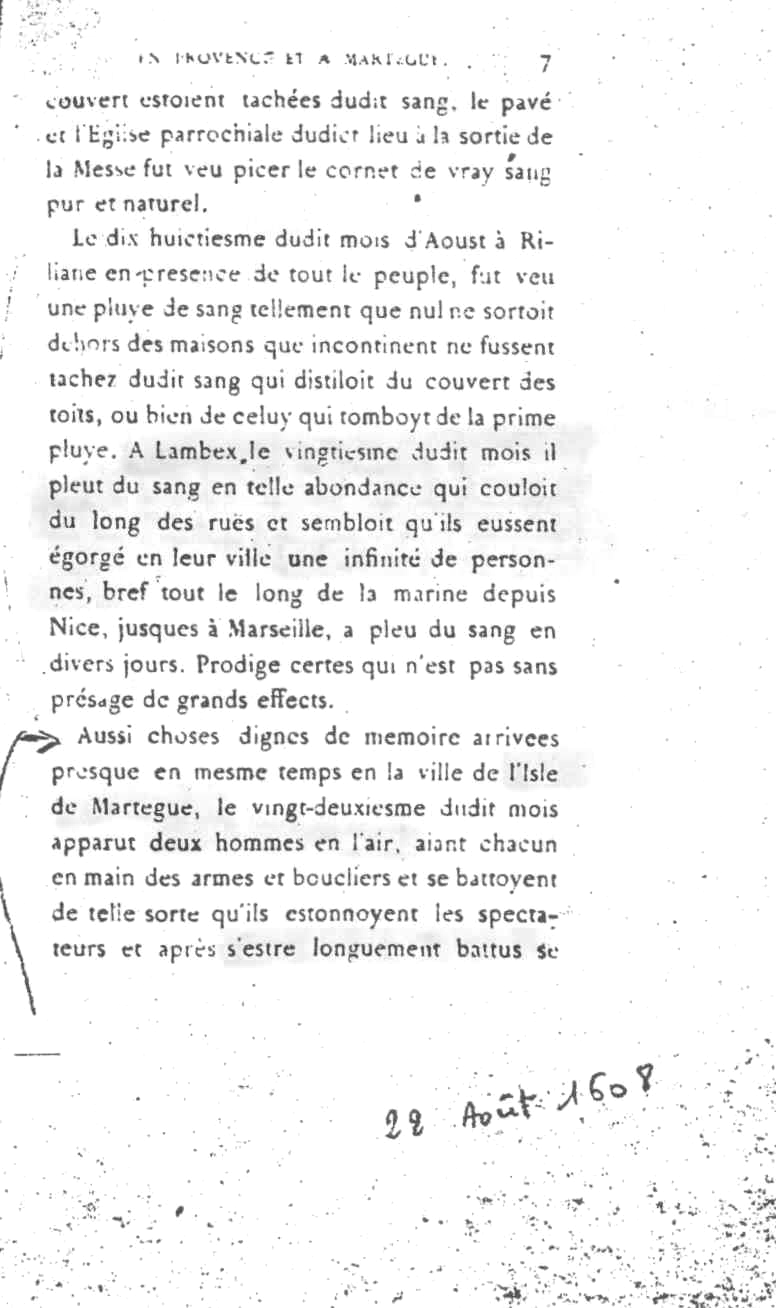 EN PROVENCE ET A MARTEGUE. 7
couvert estoient tachées dudit sang, le pavé
et l'Eglise parrochiale dudict lieu à la sortie de
la Messe fut veu picer le cornet de vray sang
pur et naturel.
Le dix huictiesme dudit mois d'Aoust à Ri-
liane en presence de tout le peuple, fut veu
une pluye de sang tellement que nul ne sortoit
dehors des maisons que incontinent ne fussent
tachez dudit sang qui distiloit du couvert des
toits, ou bien de celuy qui tomboyt de la prime
pluye. A Lambex, le vingtiesme dudit mois il
pleut du sang en telle abondance qui couloit
du long des ruës et sembloit qu'ils eussent
égorgé en leur ville une infinité de person-
nes, bref tout le long de la marine depuis
Nice, jusques à Marseille, a pleu du sang en
divers jours. Prodige certes qui n'est pas sans
présage de grands effects.
Aussi choses dignes de memoire arrivees
presque en mesme temps en la ville de l'Isle
de Martegue, le vingt-deuxiesme dudit mois
apparut deux hommes en l'air, aiant chacun
en main des armes et boucliers et se battoyent
de telle sorte qu'ils estonnoyent les specta-
teurs et après s'estre longuement battus se
22 Août 1608